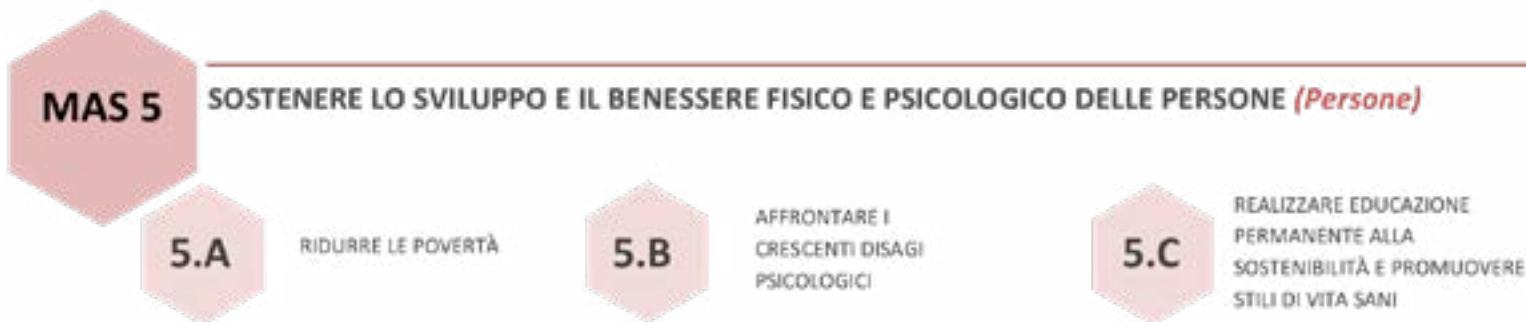 MAS 5
SOSTENERE LO SVILUPPO E IL BENESSERE FISICO E PSICOLOGICO DELLE PERSONE (Persone)
5.A
RIDURRE LE POVERTÀ
5.B
AFFRONTARE I
CRESCENTI DISAGI
PSICOLOGICI
5.C
REALIZZARE EDUCAZIONE
PERMANENTE ALLA
SOSTENIBILITÀ E PROMUOVERE
STILI DI VITA SANI